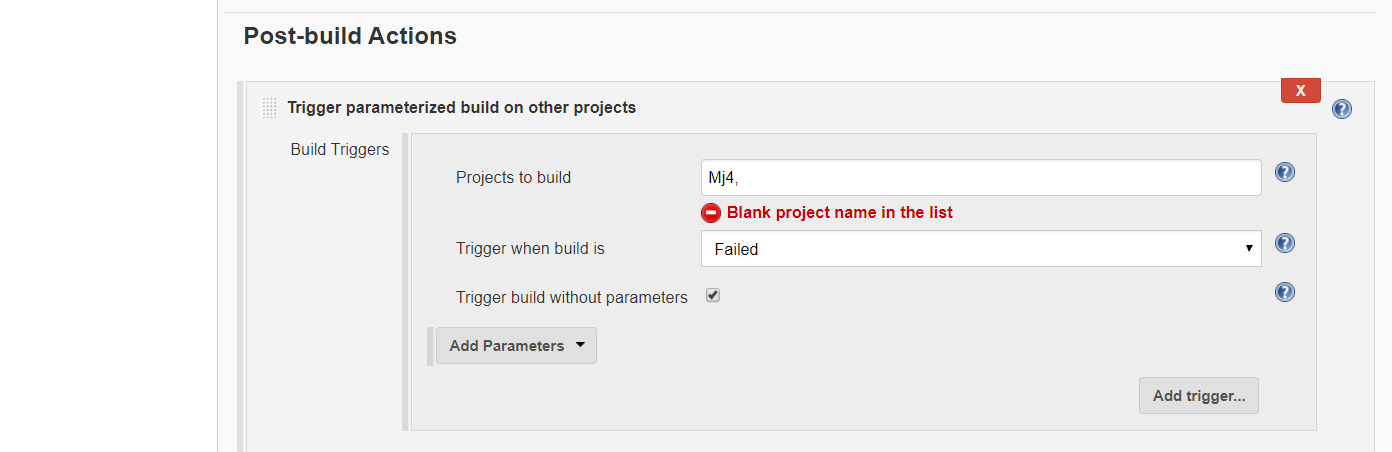 Post-build Actions
X
Trigger parameterized build on other projects
Build Triggers
Projects to build
Mj4,
Blank project name in the list
Trigger when build is
Failed
Trigger build without parameters
Add Parameters
Add trigger...